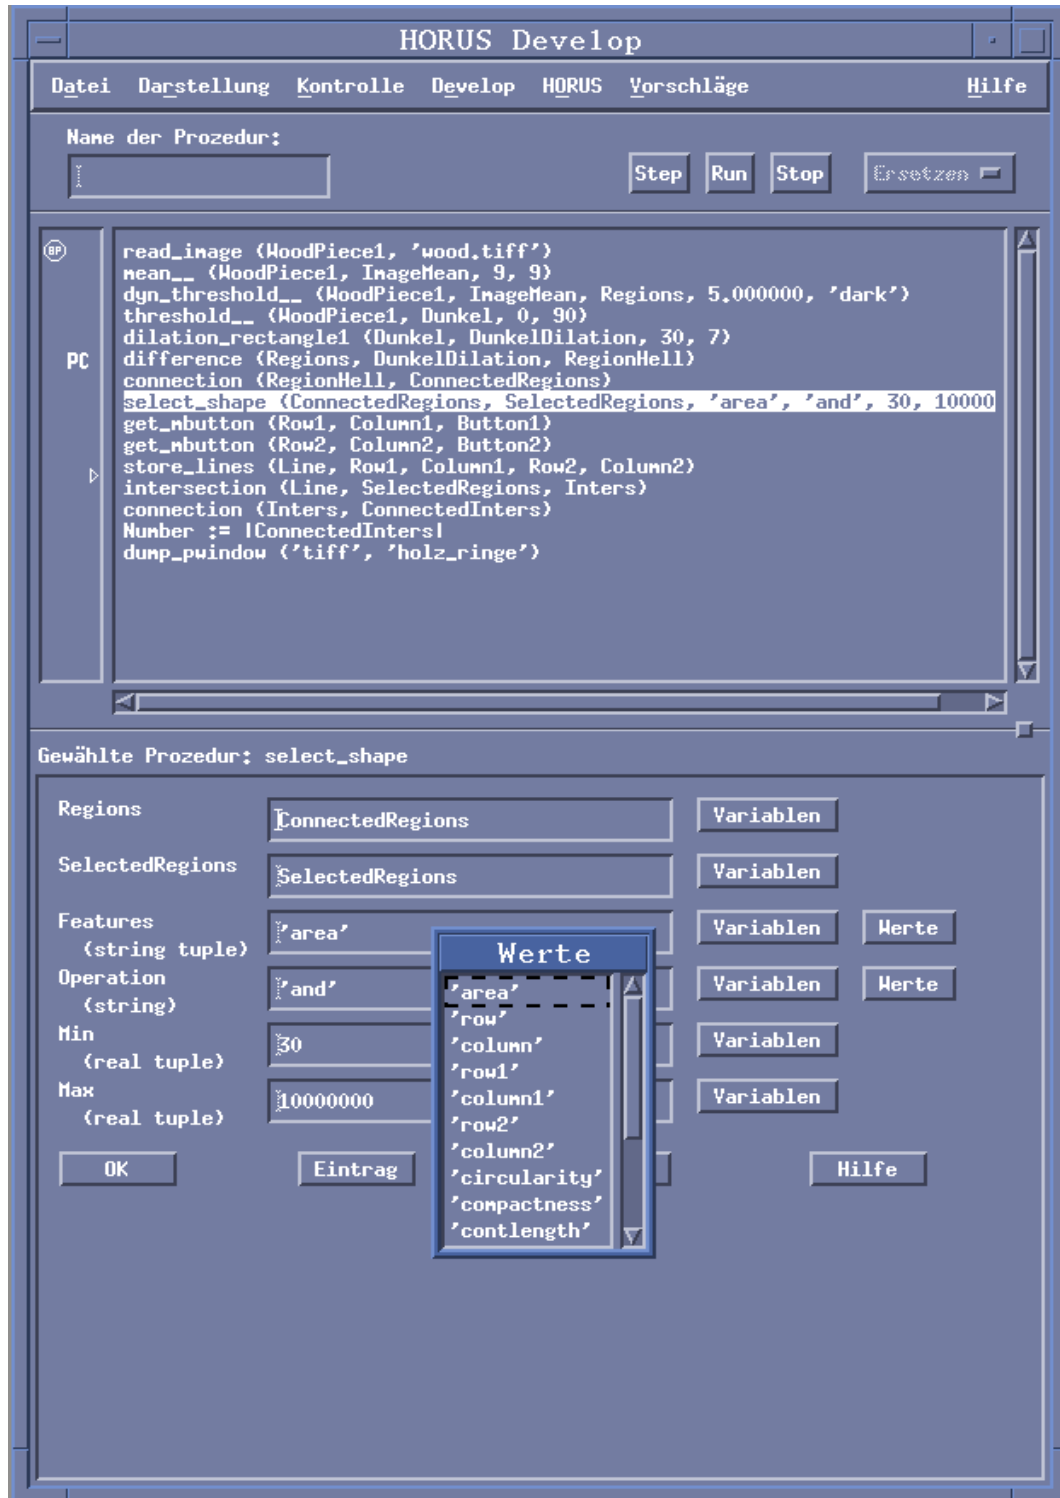 HORUS Develop
Datei Darstellung Kontrolle Develop HORUS Vorschläge Hilfe
Name der Prozedur:
Step Run Stop Ersetzen
BP
read_image (WoodPiece1, 'wood.tiff')
mean__ (WoodPiece1, ImageMean, 9, 9)
dyn_threshold__ (WoodPiece1, ImageMean, Regions, 5.000000, 'dark')
threshold__ (WoodPiece1, Dunkel, 0, 90)
dilation_rectangle1 (Dunkel, DunkelDilation, 30, 7)
PC difference (Regions, DunkelDilation, RegionHell)
connection (RegionHell, ConnectedRegions)
select_shape (ConnectedRegions, SelectedRegions, 'area', 'and', 30, 10000
get_mbutton (Row1, Column1, Button1)
get_mbutton (Row2, Column2, Button2)
store_lines (Line, Row1, Column1, Row2, Column2)
intersection (Line, SelectedRegions, Inters)
connection (Inters, ConnectedInters)
Number := |ConnectedInters|
dump_pwindow ('tiff', 'holz_ringe')
Gewählte Prozedur: select_shape
Regions ConnectedRegions Variablen
SelectedRegions SelectedRegions Variablen
Features 'area' Variablen Werte
(string tuple)
Operation 'and' Variablen Werte
(string)
Min 30 Variablen
(real tuple)
Max 10000000 Variablen
(real tuple)
OK Eintrag Hilfe
Werte
'area'
'row'
'column'
'row1'
'column1'
'row2'
'column2'
'circularity'
'compactness'
'contlength'